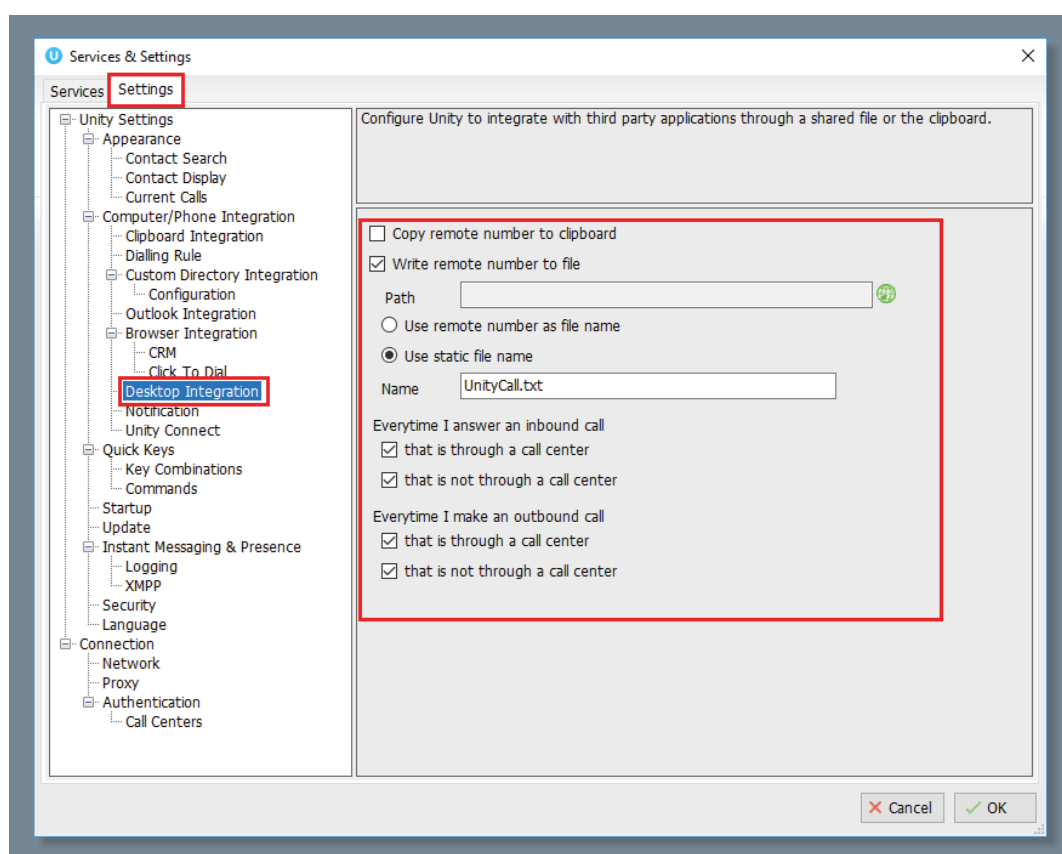 Services & Settings
Services Settings
Unity Settings
Appearance
Contact Search
Contact Display
Current Calls
Computer/Phone Integration
Clipboard Integration
Dialling Rule
Custom Directory Integration
Configuration
Outlook Integration
Browser Integration
CRM
Click To Dial
Desktop Integration
Notification
Unity Connect
Quick Keys
Key Combinations
Commands
Startup
Update
Instant Messaging & Presence
Logging
XMPP
Security
Language
Connection
Network
Proxy
Authentication
Call Centers
Configure Unity to integrate with third party applications through a shared file or the clipboard.
Copy remote number to clipboard
Write remote number to file
Path
Use remote number as file name
Use static file name
Name UnityCall.txt
Everytime I answer an inbound call
that is through a call center
that is not through a call center
Everytime I make an outbound call
that is through a call center
that is not through a call center
Cancel OK